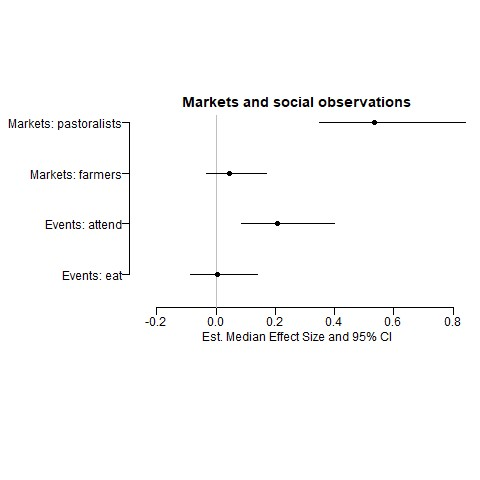 Markets and social observations
Markets: pastoralists
Markets: farmers
Events: attend
Events: eat
-0.2 0.0 0.2 0.4 0.6 0.8
Est. Median Effect Size and 95% CI